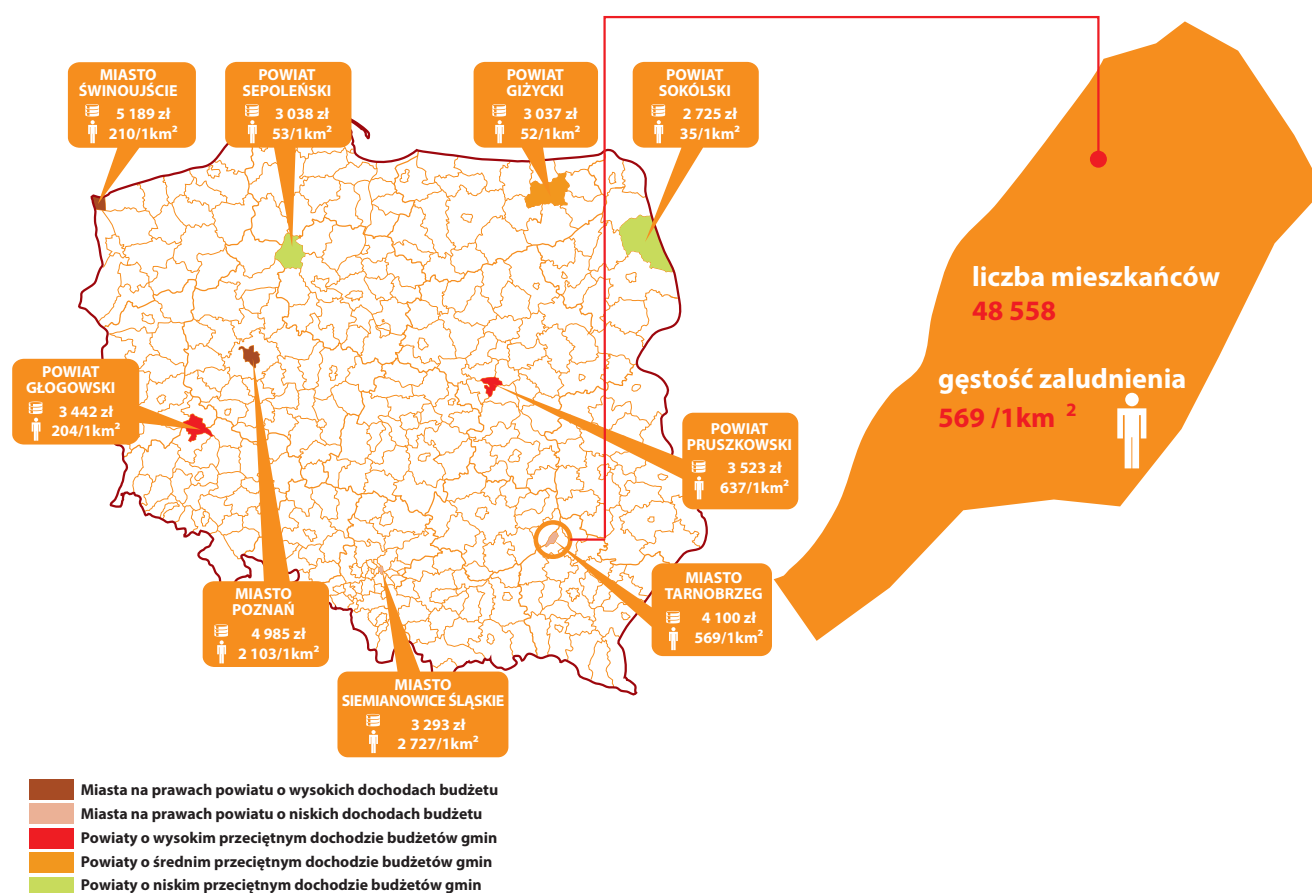 MIASTO
ŚWINOUJŚCIE
5 189 zł
210/1km²
POWIAT
SEPOLEŃSKI
3 038 zł
53/1km²
POWIAT
GIŻYCKI
3 037 zł
52/1km²
POWIAT
SOKÓLSKI
2 725 zł
35/1km²
liczba mieszkańców
48 558
gęstość zaludnienia
569 /1km ²
POWIAT
GŁOGOWSKI
3 442 zł
204/1km²
POWIAT
PRUSZKOWSKI
3 523 zł
637/1km²
MIASTO
POZNAŃ
4 985 zł
2 103/1km²
MIASTO
TARNOBRZEG
4 100 zł
569/1km²
MIASTO
SIEMIANOWICE ŚLĄSKIE
3 293 zł
2 727/1km²
Miasta na prawach powiatu o wysokich dochodach budżetu
Miasta na prawach powiatu o niskich dochodach budżetu
Powiaty o wysokim przeciętnym dochodzie budżetów gmin
Powiaty o średnim przeciętnym dochodzie budżetów gmin
Powiaty o niskim przeciętnym dochodzie budżetów gmin